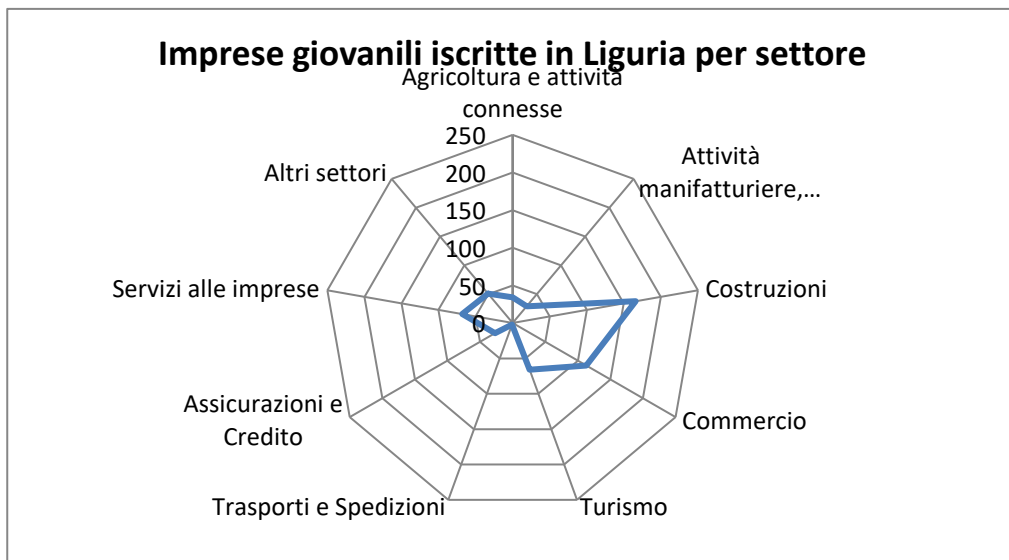 Imprese giovanili iscritte in Liguria per settore
Agricoltura e attività
connesse
250
200
150
100
50
0
Attività
manifatturiere,...
Costruzioni
Commercio
Turismo
Trasporti e Spedizioni
Assicurazioni e
Credito
Servizi alle imprese
Altri settori